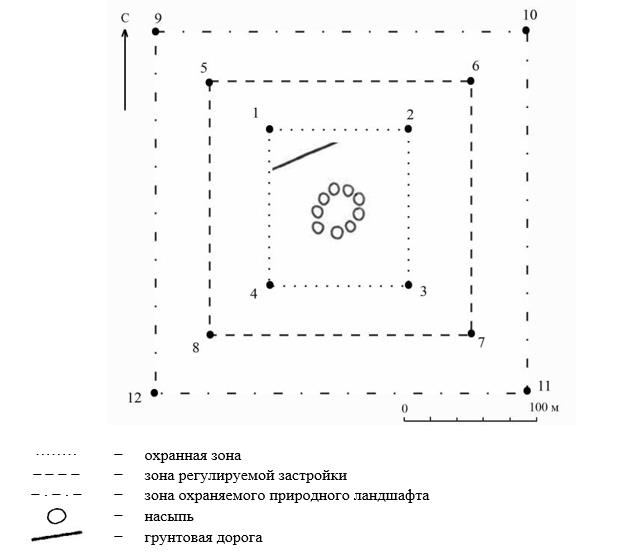 С 9 10
5 6
1 2
4 3
8 7
12 11
0 100 м
– охранная зона
– зона регулируемой застройки
– зона охраняемого природного ландшафта
– насыпь
– грунтовая дорога